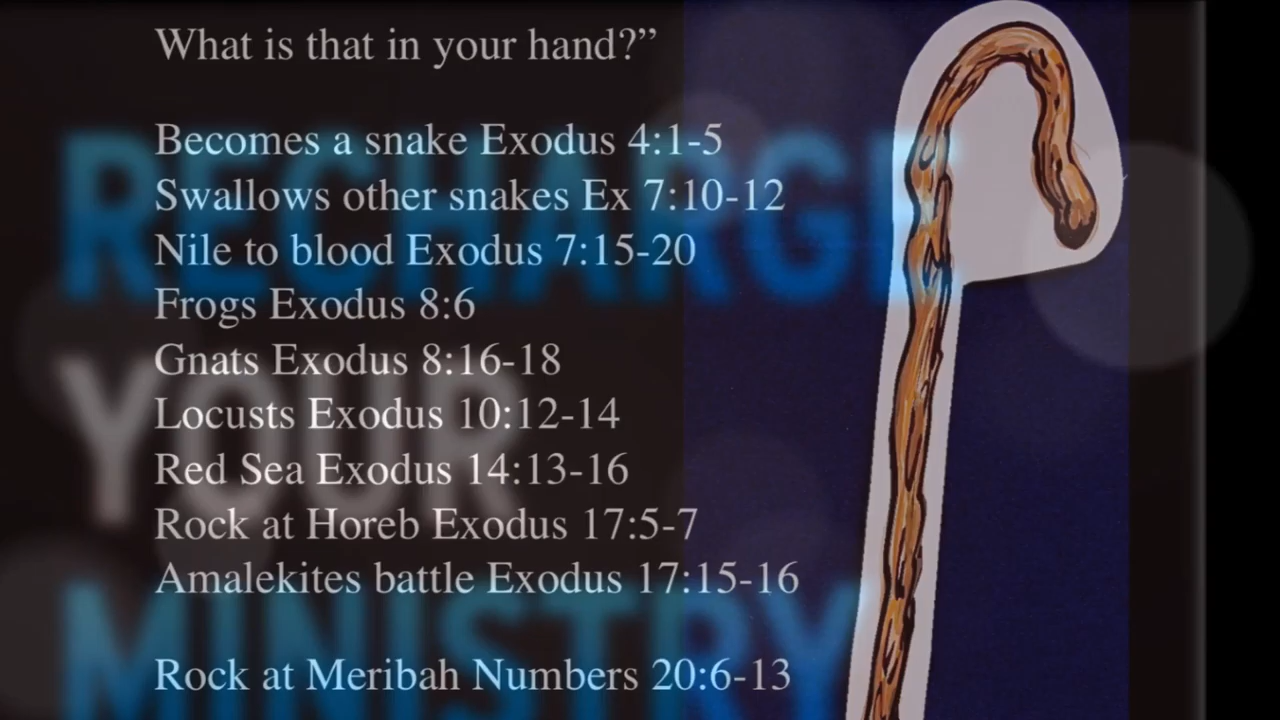 What is that in your hand?”
Becomes a snake Exodus 4:1-5
Swallows other snakes Ex 7:10-12
Nile to blood Exodus 7:15-20
Frogs Exodus 8:6
Gnats Exodus 8:16-18
Locusts Exodus 10:12-14
Red Sea Exodus 14:13-16
Rock at Horeb Exodus 17:5-7
Amalekites battle Exodus 17:15-16
Rock at Meribah Numbers 20:6-13
RECHARGE
YOUR
MINISTRY